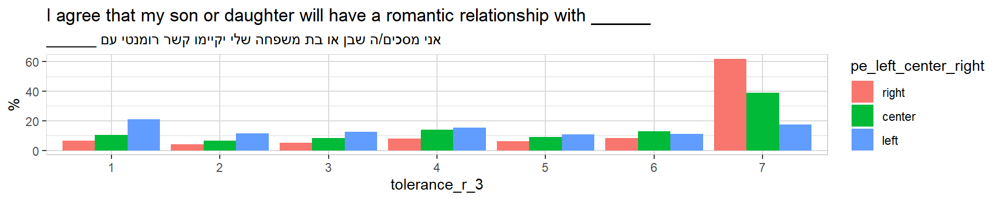 I agree that my son or daughter will have a romantic relationship with ______
אני מסכים/ה שבן או בת משפחה שלי יקיימו קשר רומנטי עם ______
%
60
40
20
0
1 2 3 4 5 6 7
tolerance_r_3
pe_left_center_right
right
center
left